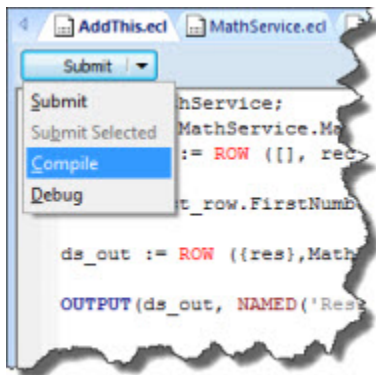 AddThis.ecl MathService.ecl
Submit
Submit
Submit Selected
Compile
Debug
hService;
MathService.Ma
:= ROW ([], rec
t_row.FirstNumb
ds_out := ROW ({res},Math
OUTPUT(ds_out, NAMED('Res